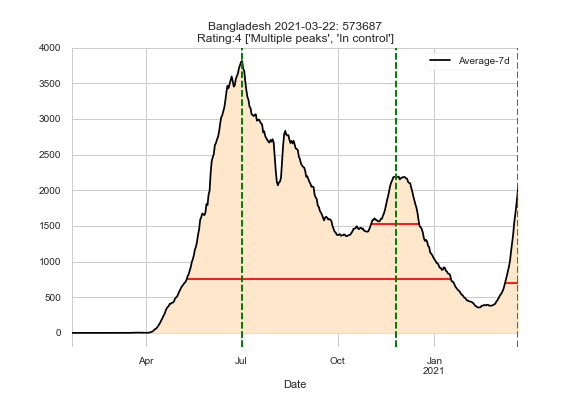 Bangladesh 2021-03-22: 573687
Rating:4 ['Multiple peaks', 'In control']
4000
Average-7d
3500
3000
2500
2000
1500
1000
500
0
Apr
Jul
Oct
Jan
2021
Date